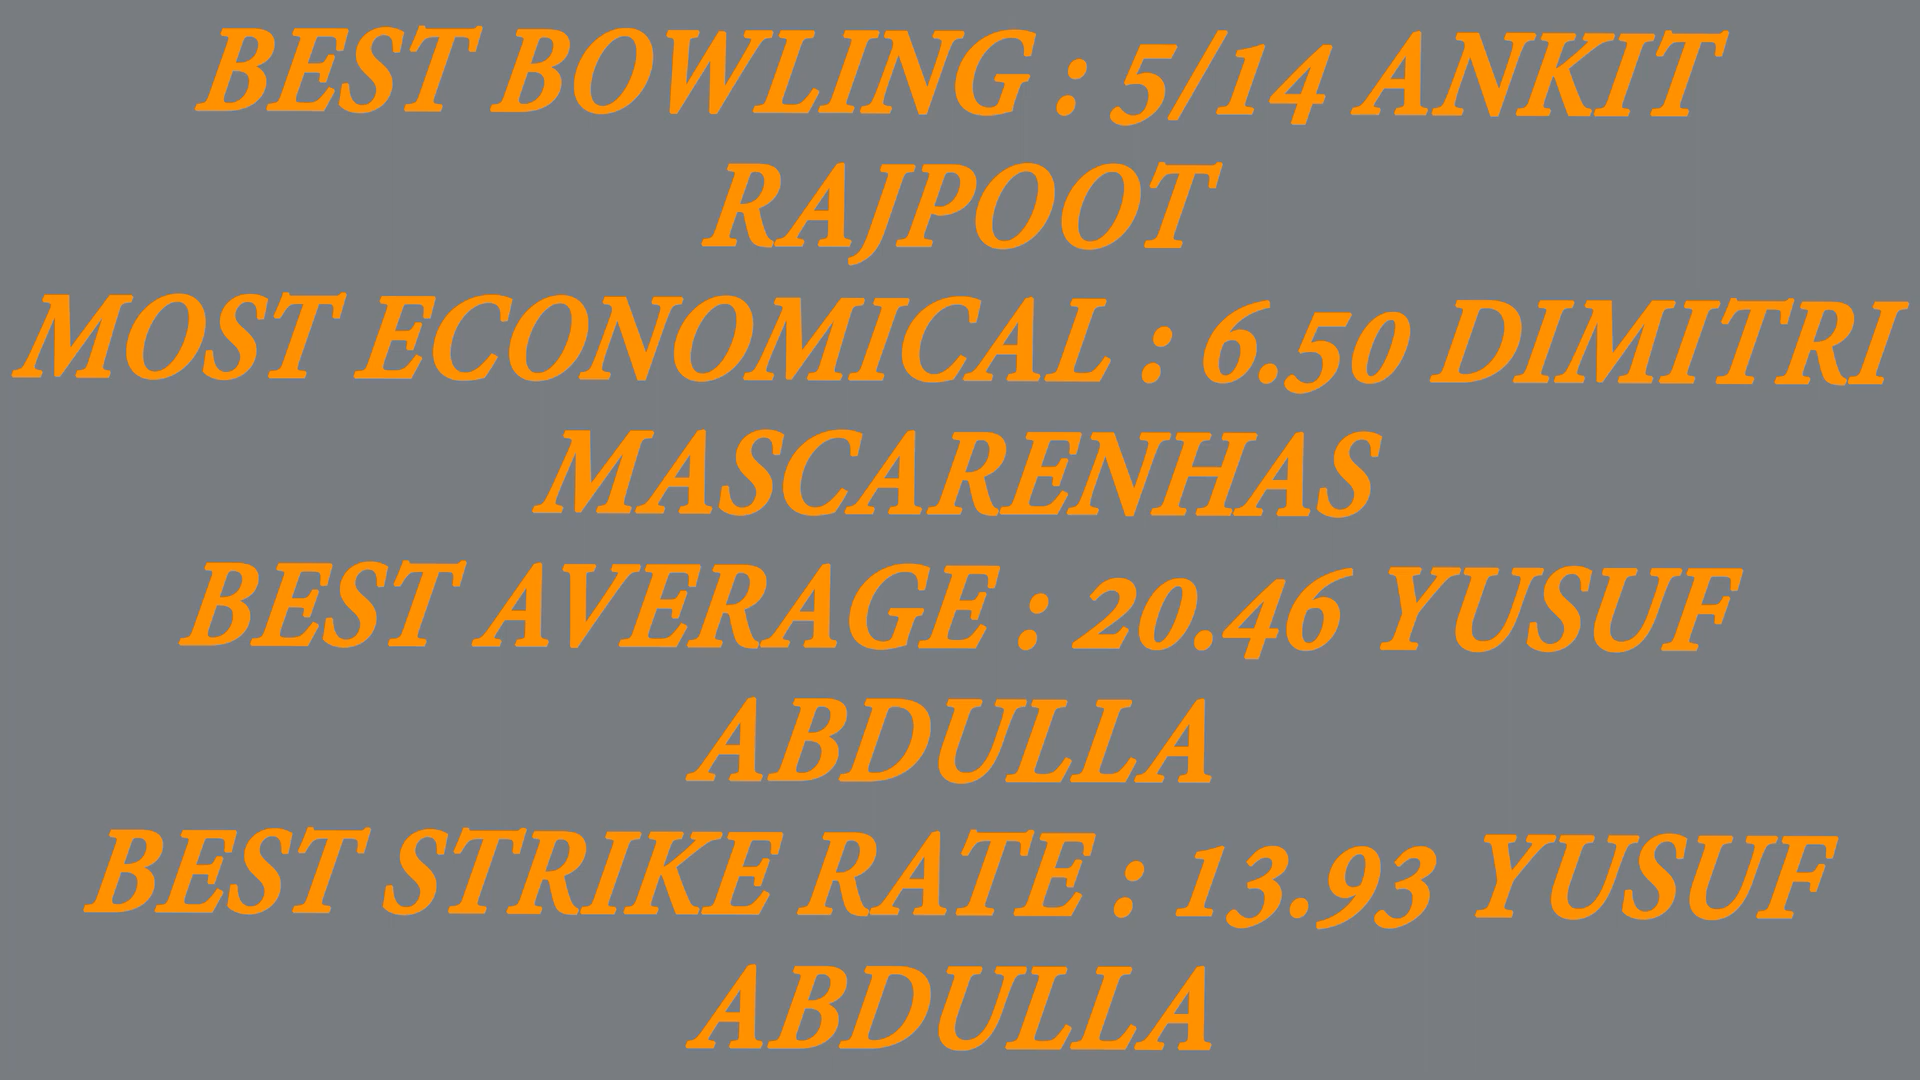 BEST BOWLING : 5/14 ANKIT
RAJPOOT
MOST ECONOMICAL : 6.50 DIMITRI
MASCARENHAS
BEST AVERAGE : 20.46 YUSUF
ABDULLA
BEST STRIKE RATE : 13.93 YUSUF
ABDULLA